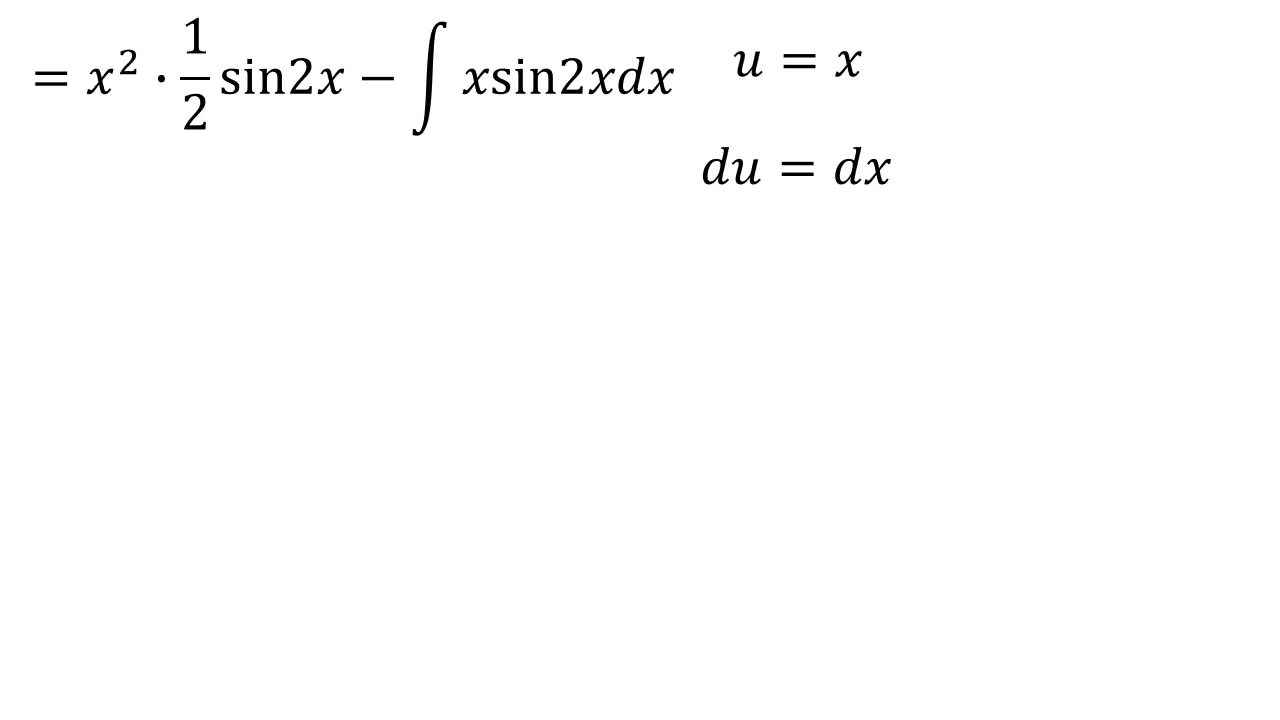 = x² · 1/2 sin2x − ∫ xsin2xdx
u = x
du = dx